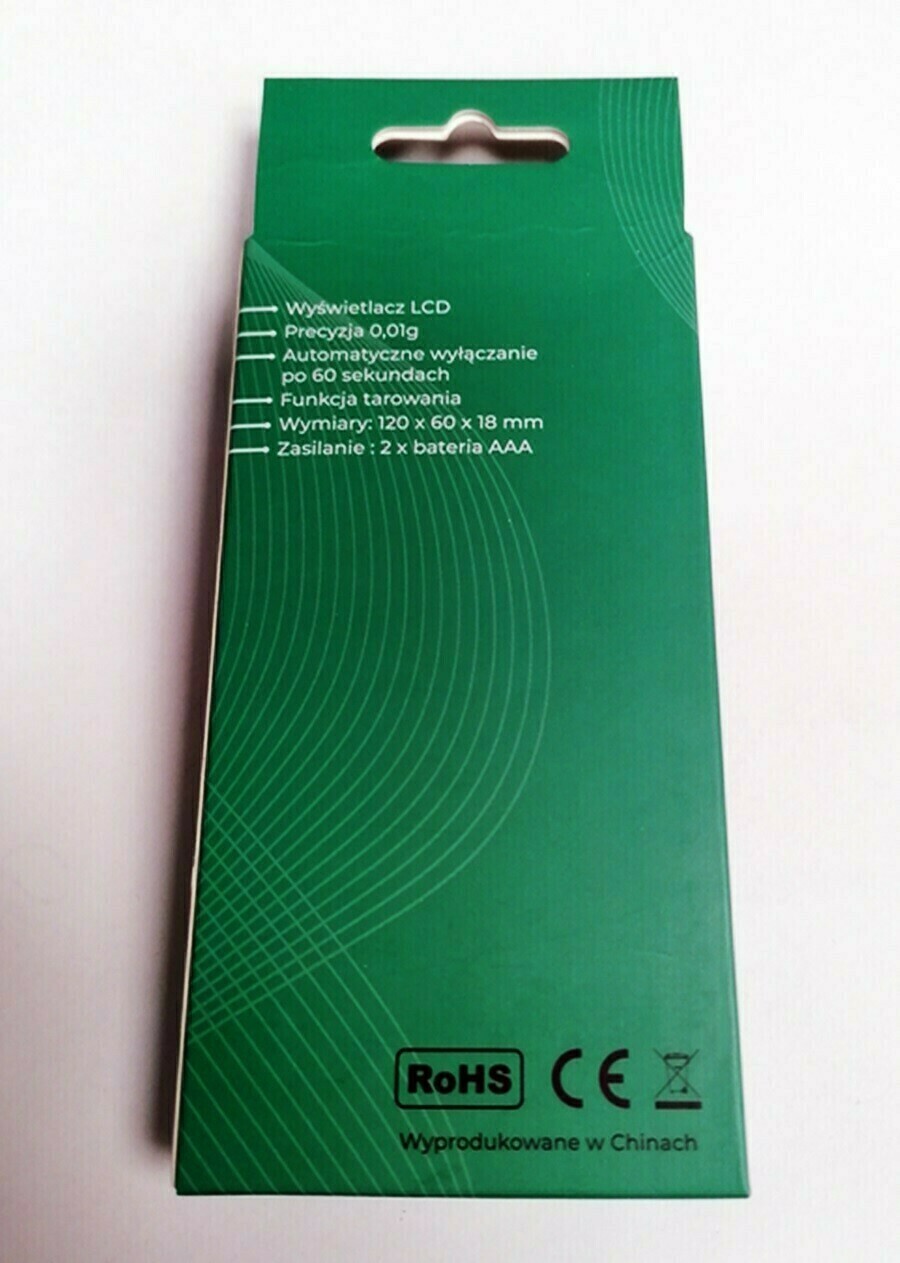 Wyświetlacz LCD
Precyzja 0,01g
Automatyczne wyłączanie
po 60 sekundach
Funkcja tarowania
Wymiary: 120 x 60 x 18 mm
Zasilanie : 2 x bateria AAA
RoHS CE
Wyprodukowane w Chinach